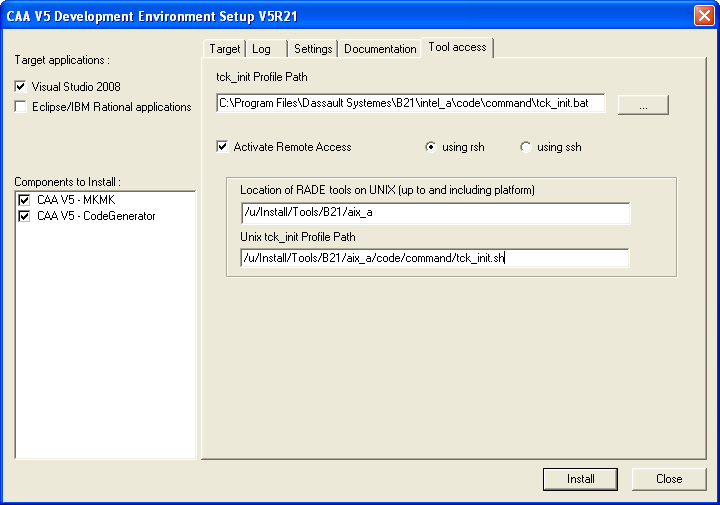 CAA V5 Development Environment Setup V5R21
Target applications :
Visual Studio 2008
Eclipse/IBM Rational applications
Components to Install :
CAA V5 - MKMK
CAA V5 - CodeGenerator
Target Log Settings Documentation Tool access
tck_init Profile Path
C:\Program Files\Dassault Systemes\B21\intel_a\code\command\tck_init.bat
...
Activate Remote Access using rsh using ssh
Location of RADE tools on UNIX (up to and including platform)
/u/Install/Tools/B21/aix_a
Unix tck_init Profile Path
/u/Install/Tools/B21/aix_a/code/command/tck_init.sh
Install Close